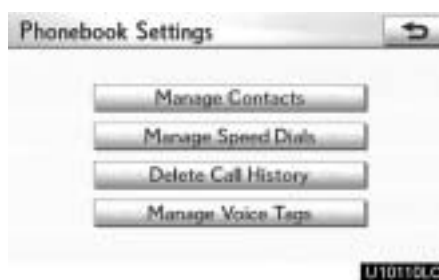 Phonebook Settings
Manage Contacts
Manage Speed Dials
Delete Call History
Manage Voice Tags
U10110LC